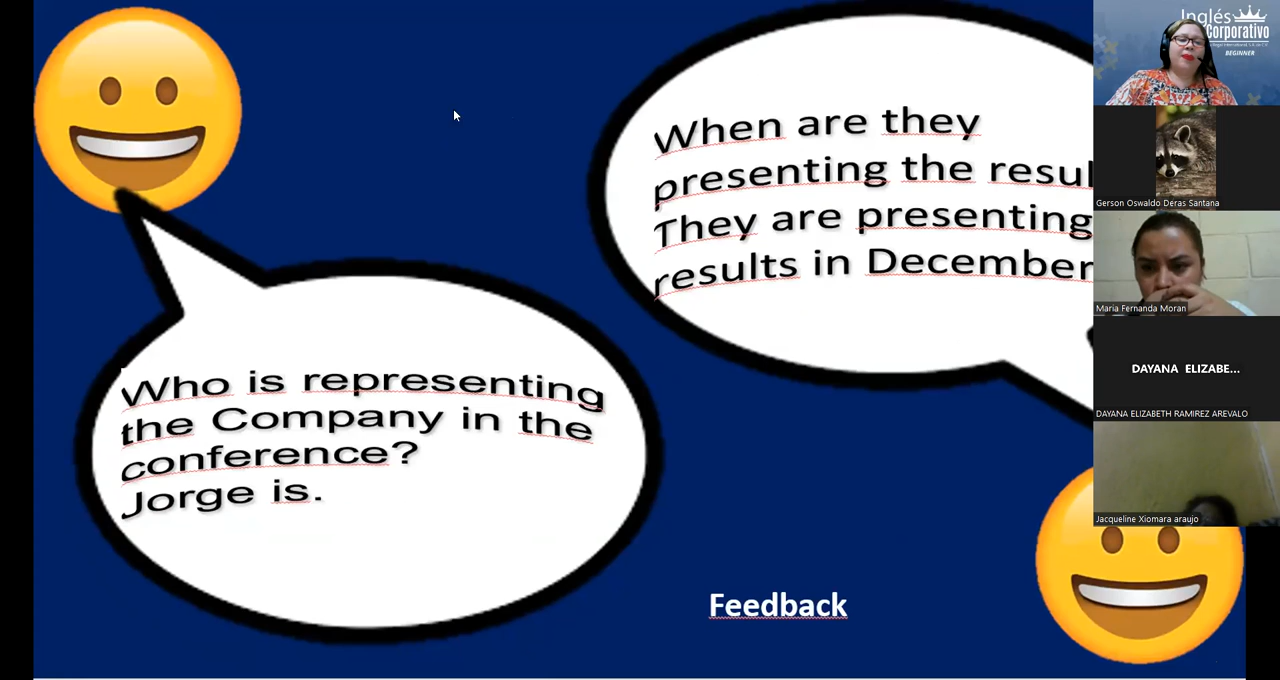 Who is representing
the Company in the
conference?
Jorge is.
When are they
presenting the
They are presenting
results in December
Feedback
Inglés
Corporativo
BEGINNER
Gerson Oswaldo Deras Santana
Maria Fernanda Moran
DAYANA ELIZABE...
DAYANA ELIZABETH RAMIREZ AREVALO
Jacqueline Xiomara araujo